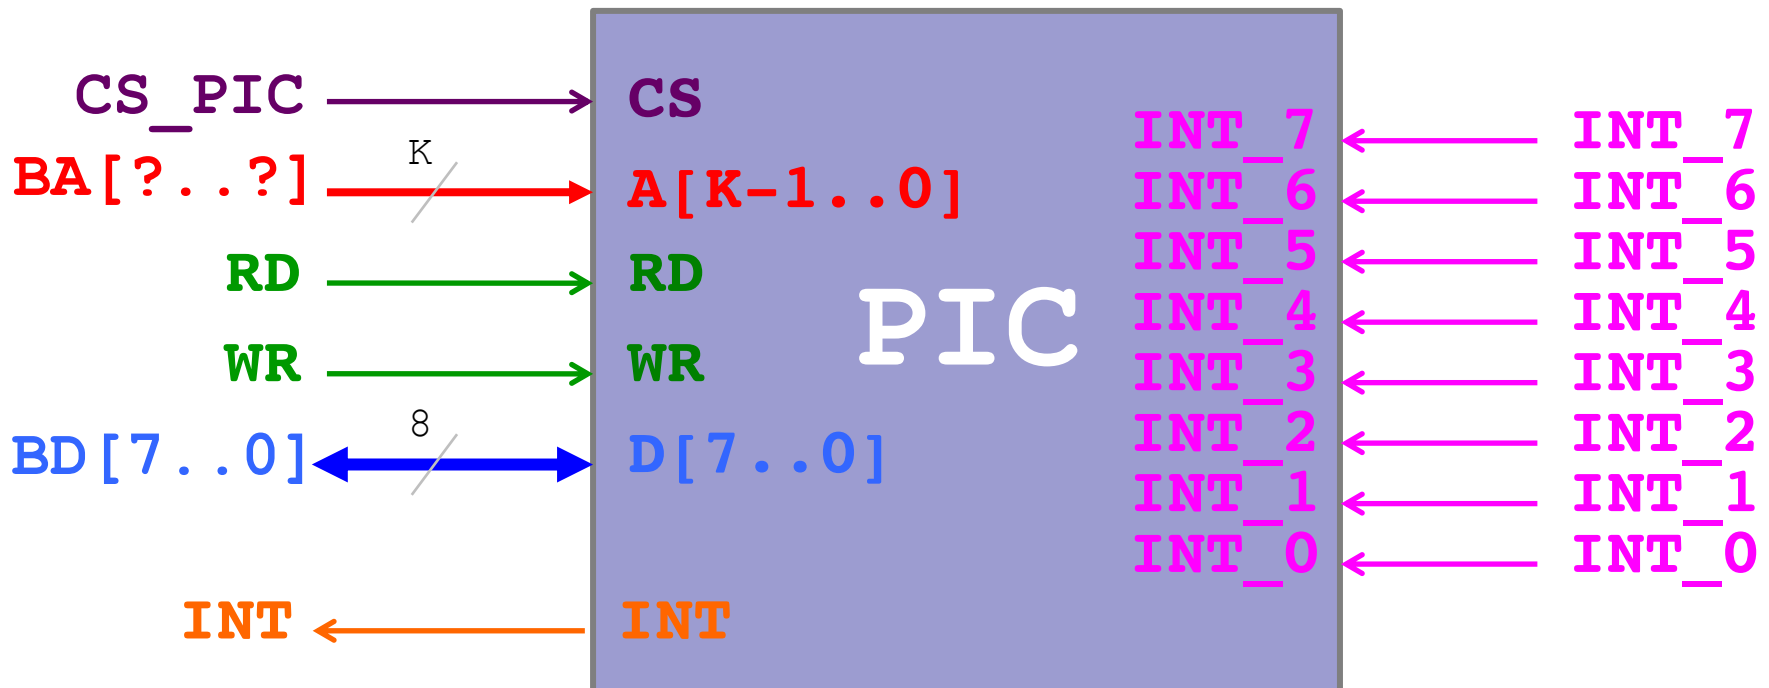 CS_PIC CS
INT_7 INT_7
K
BA[?..?] A[K-1..0]
INT_6 INT_6
INT_5 INT_5
RD RD
PIC
INT_4 INT_4
WR WR
INT_3 INT_3
8
INT_2 INT_2
BD[7..0] D[7..0]
INT_1 INT_1
INT_0 INT_0
INT INT